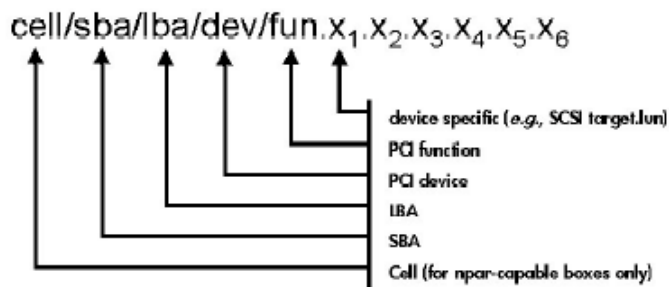 cell/sba/lba/dev/fun.x1.x2.x3.x4.x5.x6
device specific (e.g., SCSI target.lun)
PCI function
PCI device
LBA
SBA
Cell (for npar-capable boxes only)